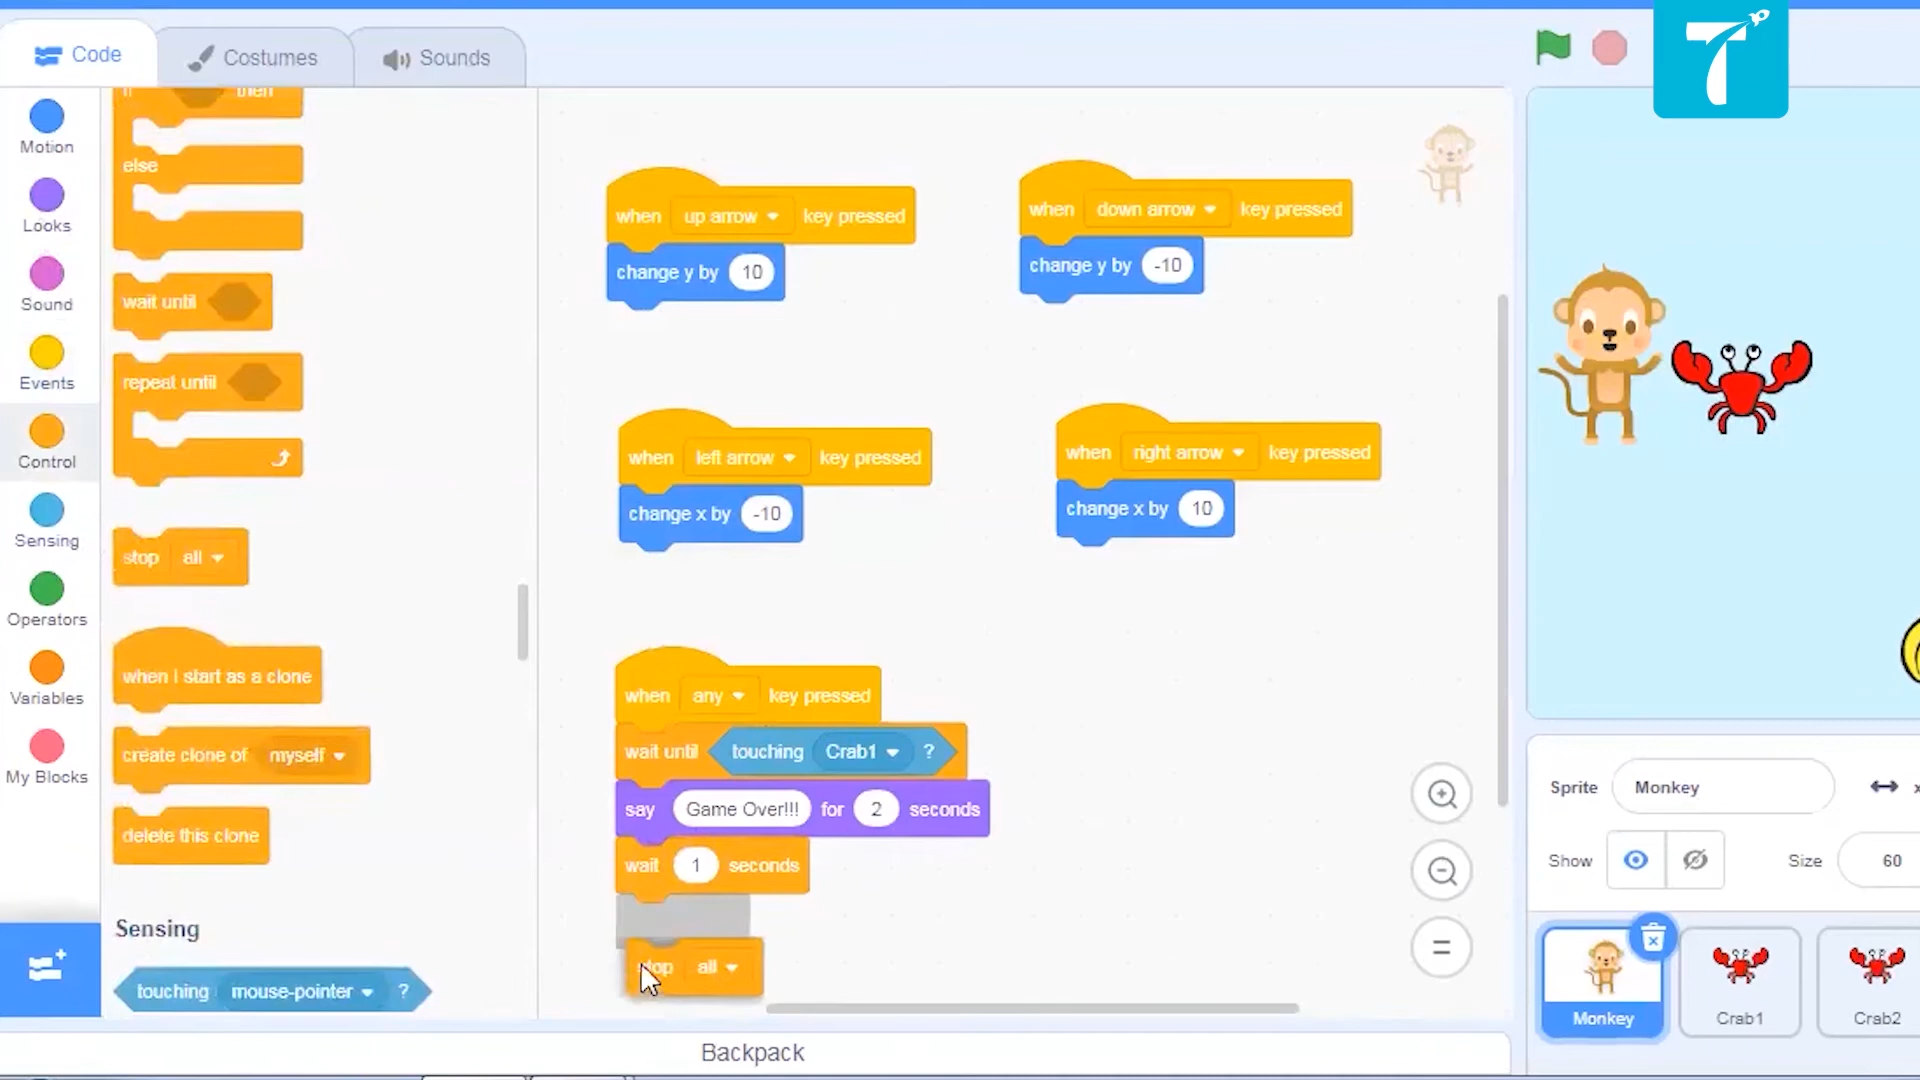 Code
Costumes
Sounds
Motion
Looks
Sound
Events
Control
Sensing
Operators
Variables
My Blocks
then
else
wait until
repeat until
stop all
when I start as a clone
create clone of myself
delete this clone
Sensing
touching mouse-pointer ?
when up arrow key pressed
change y by 10
when down arrow key pressed
change y by -10
when left arrow key pressed
change x by -10
when right arrow key pressed
change x by 10
when any key pressed
wait until touching Crab1 ?
say Game Over!!! for 2 seconds
wait 1 seconds
all
Backpack
Sprite Monkey
Show
Size 60
Monkey
Crab1
Crab2